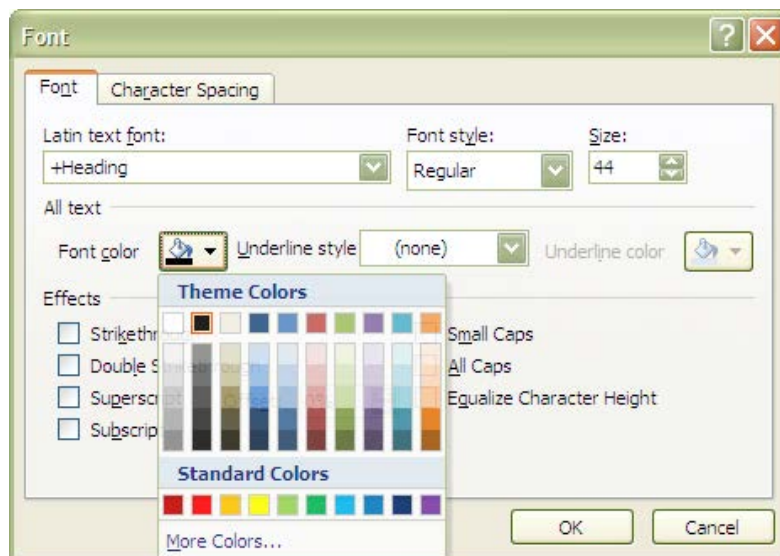 Font
Font Character Spacing
Latin text font: Font style: Size:
+Heading Regular 44
All text
Font color Underline style (none) Underline color
Theme Colors
Effects
Small Caps
Double Strikethrough All Caps
Equalize Character Height
Standard Colors
More Colors...
OK Cancel